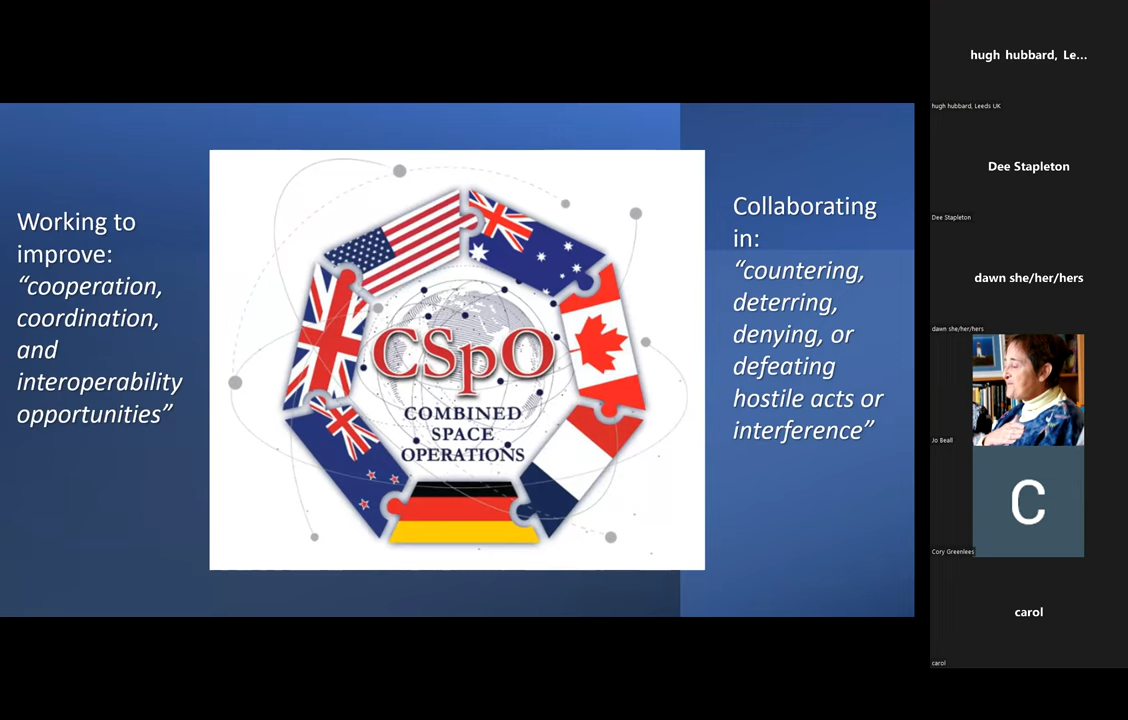 Working to
improve:
“cooperation,
coordination,
and
interoperability
opportunities”
CSpO
COMBINED
SPACE
OPERATIONS
Collaborating
in:
“countering,
deterring,
denying, or
defeating
hostile acts or
interference”
hugh hubbard, Le...
hugh hubbard, Leeds UK
Dee Stapleton
Dee Stapleton
dawn she/her/hers
dawn she/her/hers
Jo Beall
C
Cory Greenlees
carol
carol